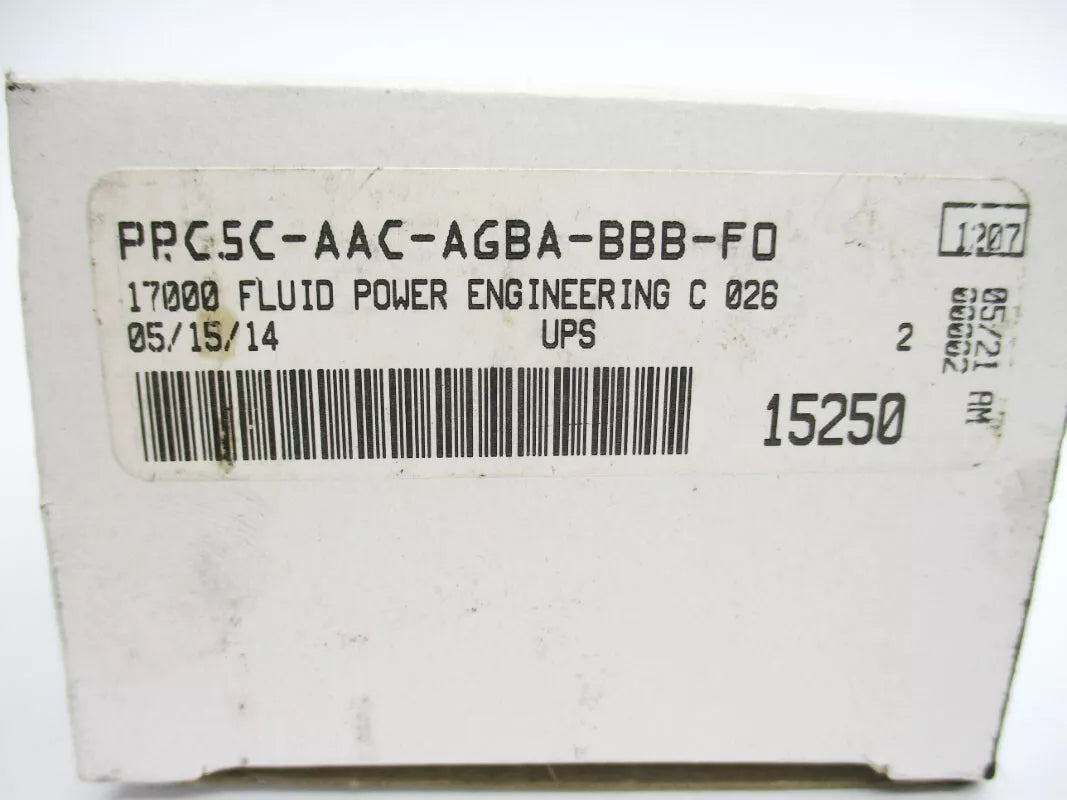 PPC5C-AAC-AGBA-BBB-F0
17000 FLUID POWER ENGINEERING C 026
05/15/14 UPS 2
15250
1207
05/21 AM
00002